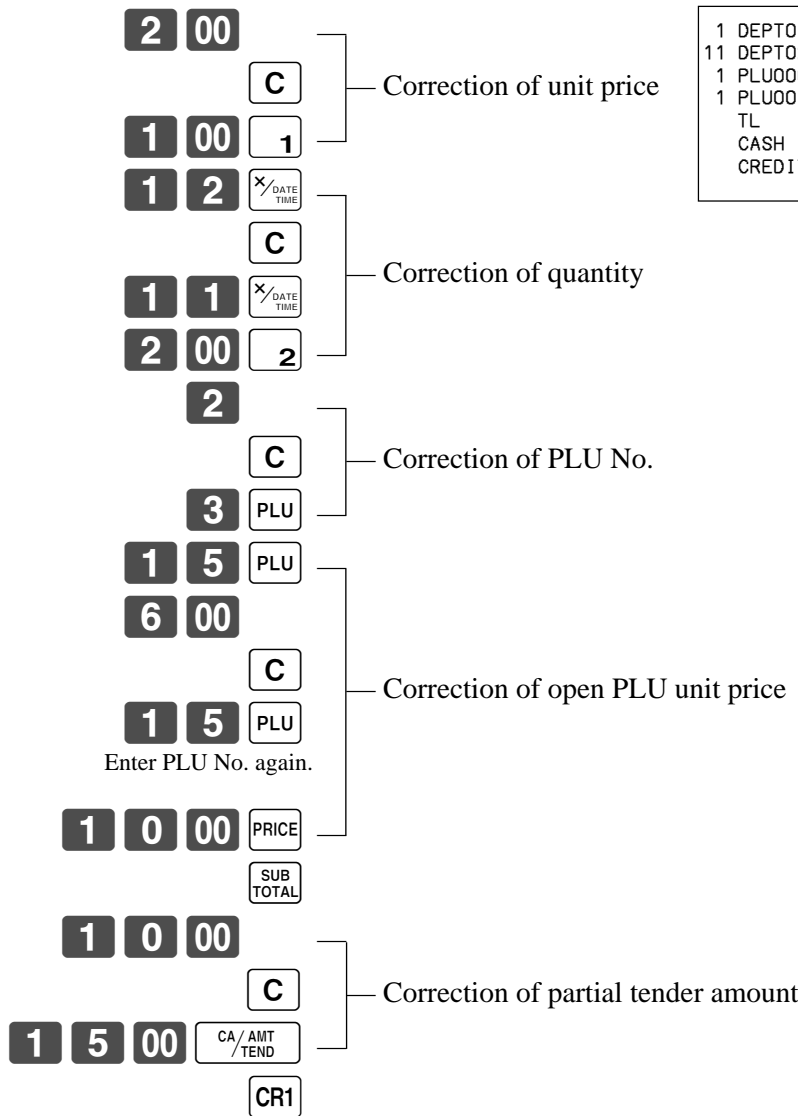 2 00
C
Correction of unit price
1 00 1
1 2 ×/DATE TIME
C
Correction of quantity
1 1 ×/DATE TIME
2 00 2
2
C
Correction of PLU No.
3 PLU
1 5 PLU
6 00
C
Correction of open PLU unit price
1 5 PLU
Enter PLU No. again.
1 0 00 PRICE
SUB TOTAL
1 0 00
C
Correction of partial tender amount
1 5 00 CA/AMT /TEND
CR1
1 DEPT0
11 DEPT0
1 PLU00
1 PLU00
TL
CASH
CREDI